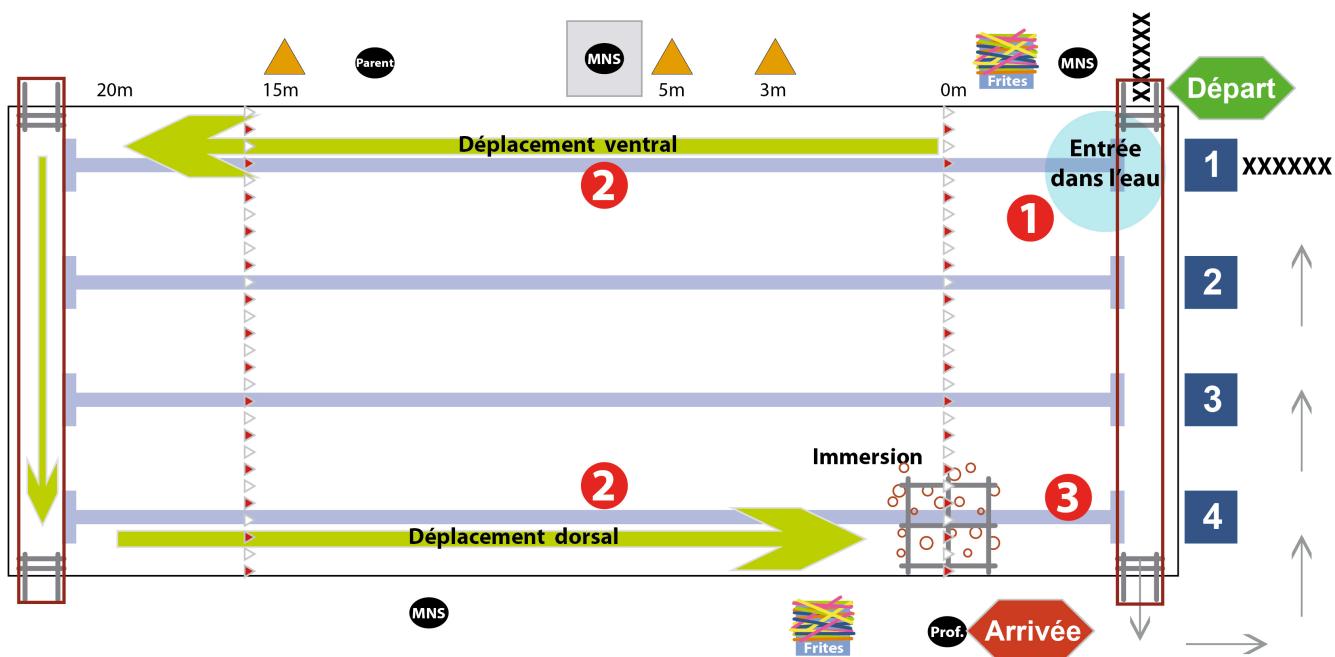 XXXXXX
Parent
MNS
Frites
MNS
Départ
20m
15m
5m
3m
0m
Déplacement ventral
Entrée
dans l'eau
1
XXXXXX
2
1
2
3
Immersion
2
3
4
Déplacement dorsal
MNS
Frites
Prof.
Arrivée